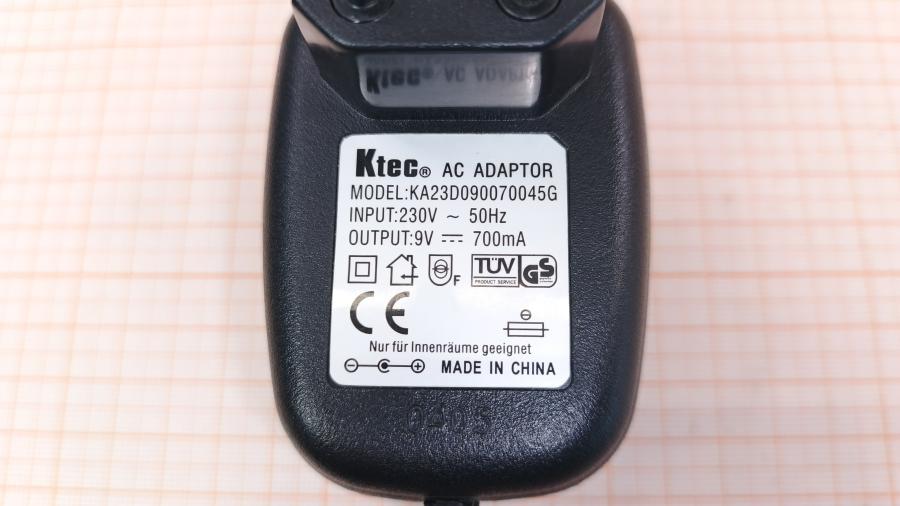 Ktec® AC ADAPTOR
MODEL:KA23D090070045G
INPUT:230V ~ 50Hz
OUTPUT:9V ⎓ 700mA
F TÜV PRODUCT SERVICE GS
CE
Nur für Innenräume geeignet
MADE IN CHINA